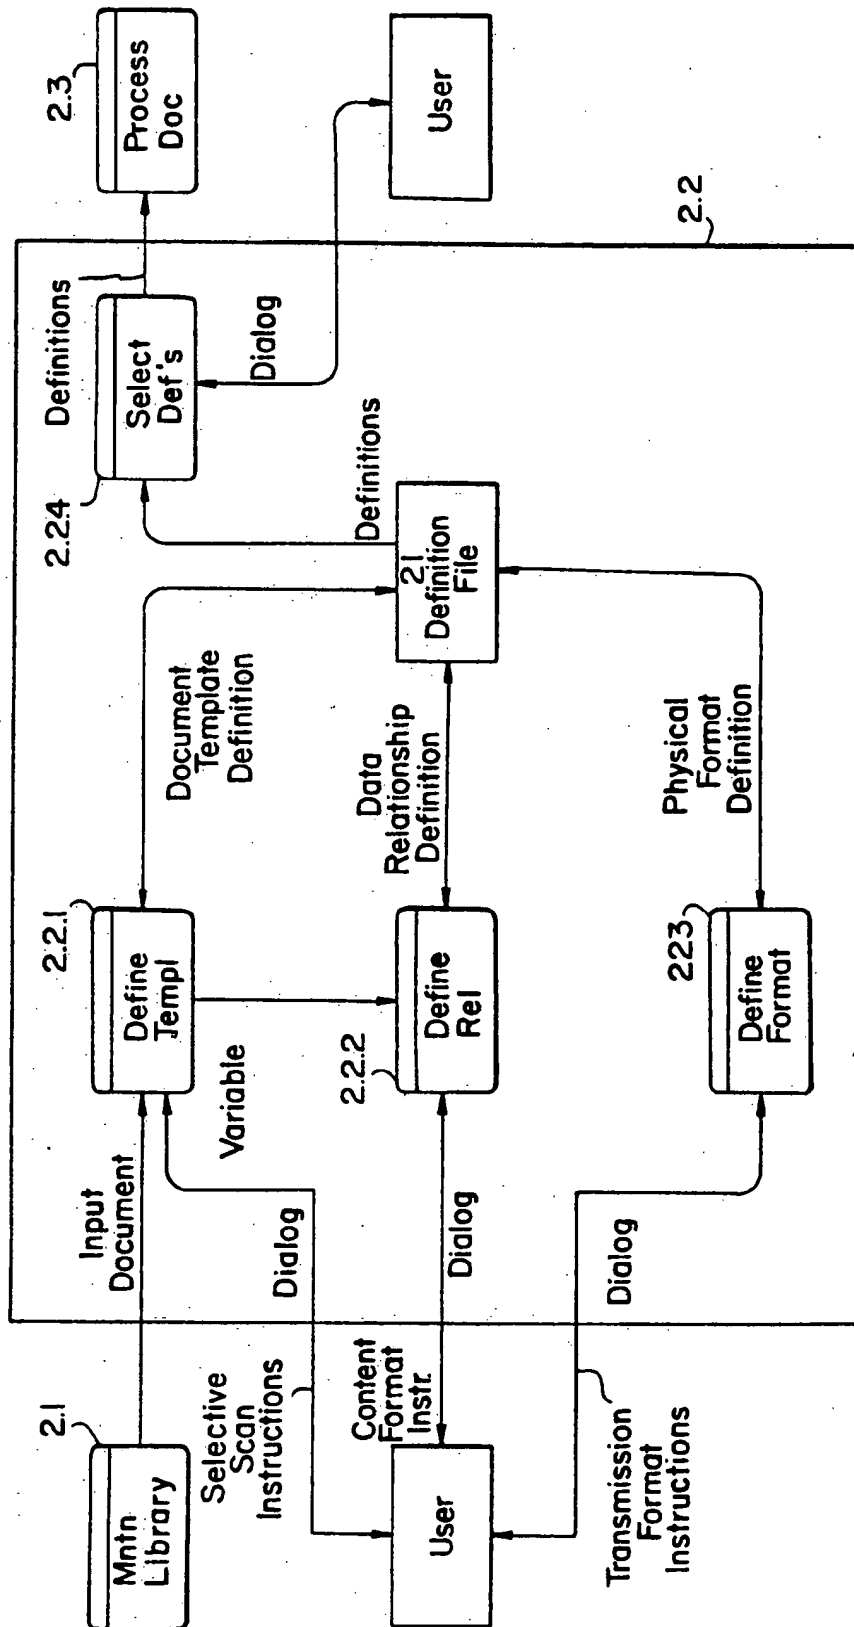 2.1
Mntn
Library
Input
Document
2.2.1
Define
Templ
Document
Template
Definition
2.2.4
Select
Def's
Definitions
2.3
Process
Doc
Selective
Scan
Instructions
Dialog
Variable
Definitions
Dialog
User
User
Content
Format
Instr.
Dialog
2.2.2
Define
Rel
Data
Relationship
Definition
2.1
Definition
File
2.2
Transmission
Format
Instructions
Dialog
223
Define
Format
Physical
Format
Definition